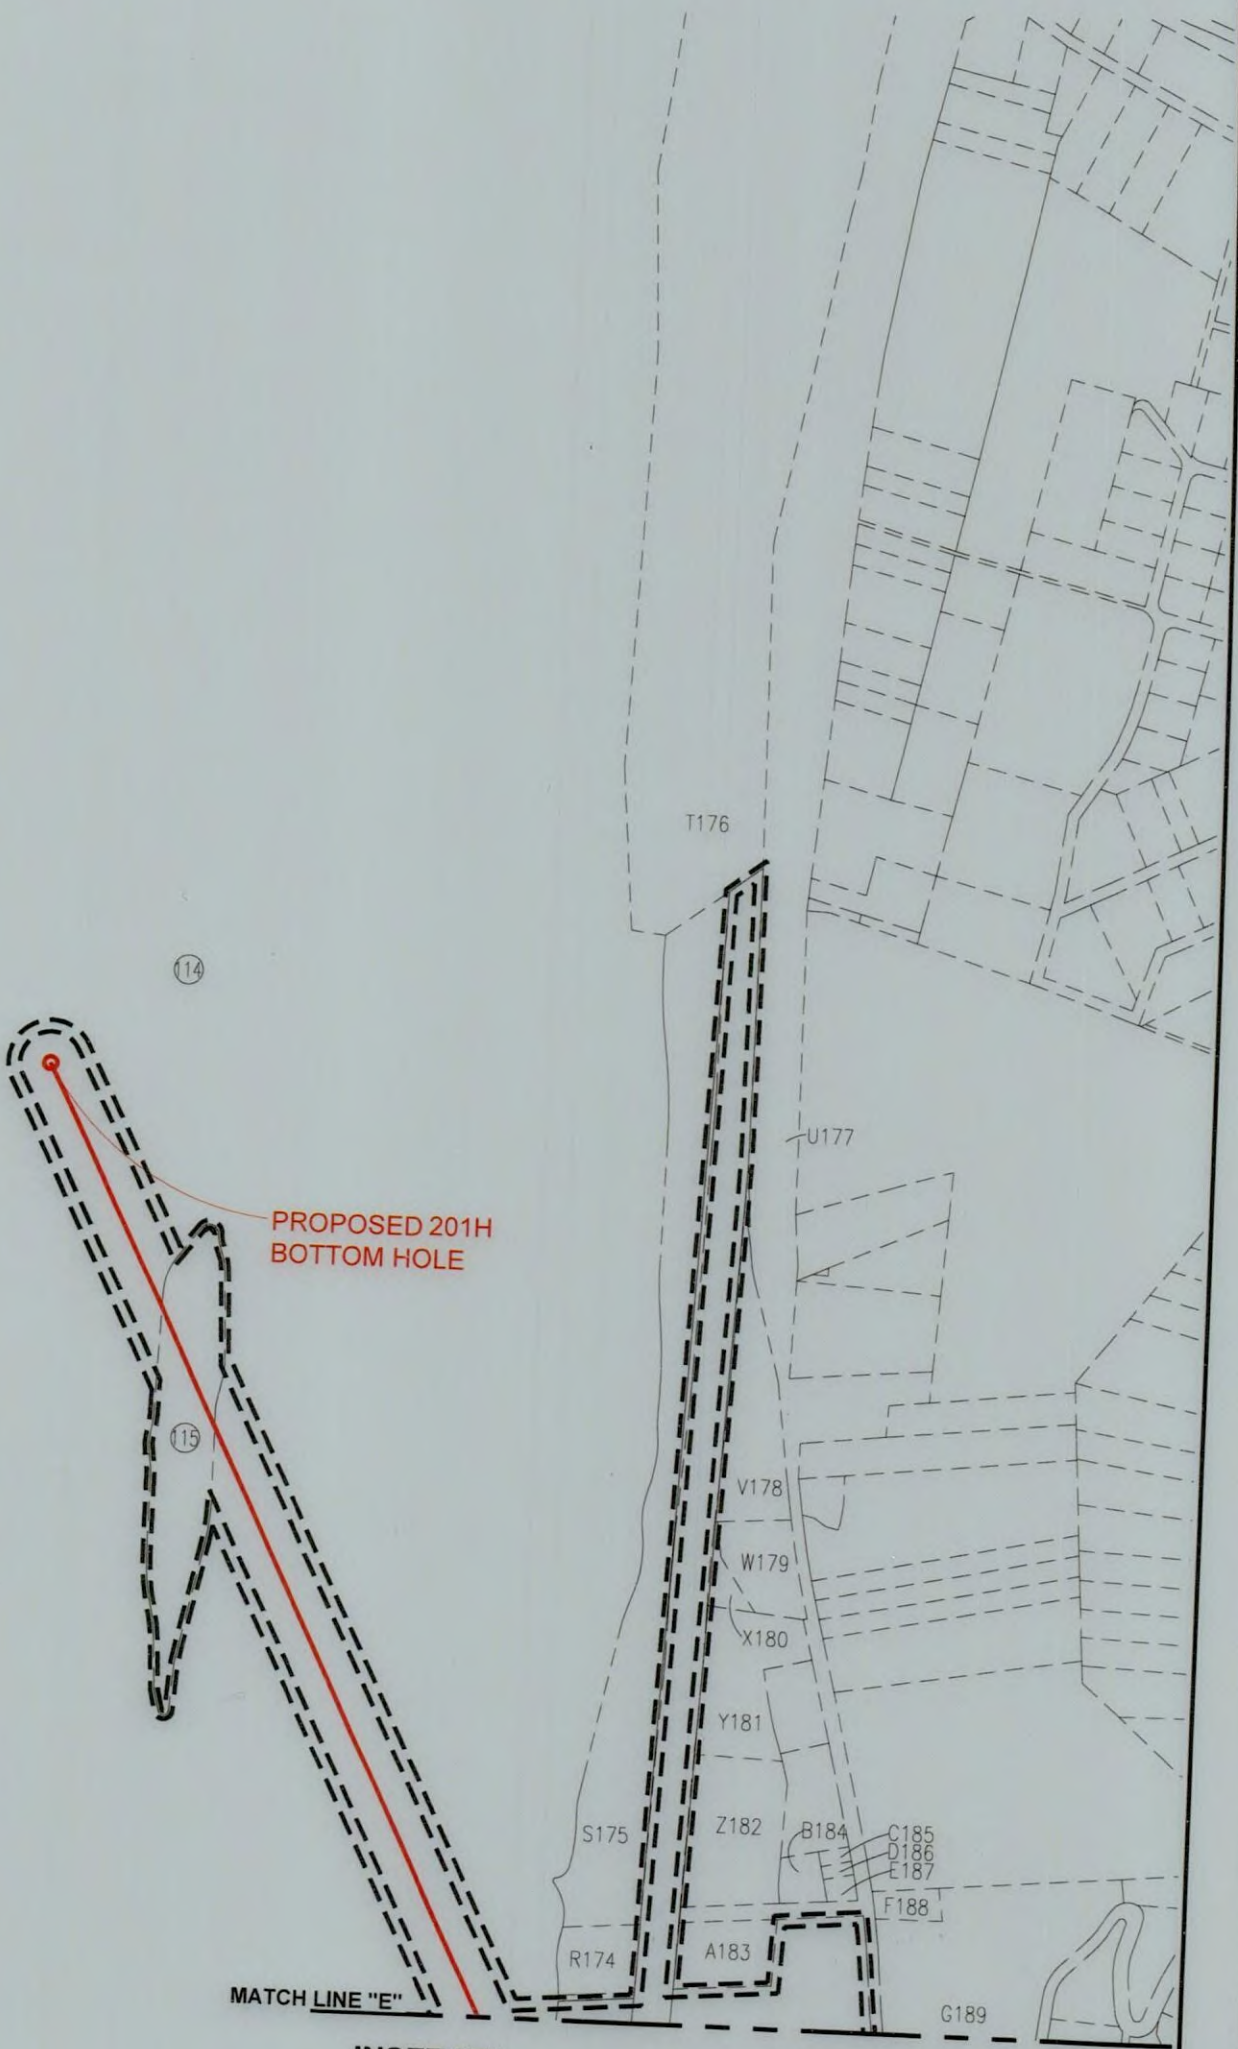 T176
114
U177
PROPOSED 201H
BOTTOM HOLE
115
V178
W179
X180
Y181
Z182
B184
C185
S175
D186
E187
F188
A183
R174
MATCH LINE "E"
G189